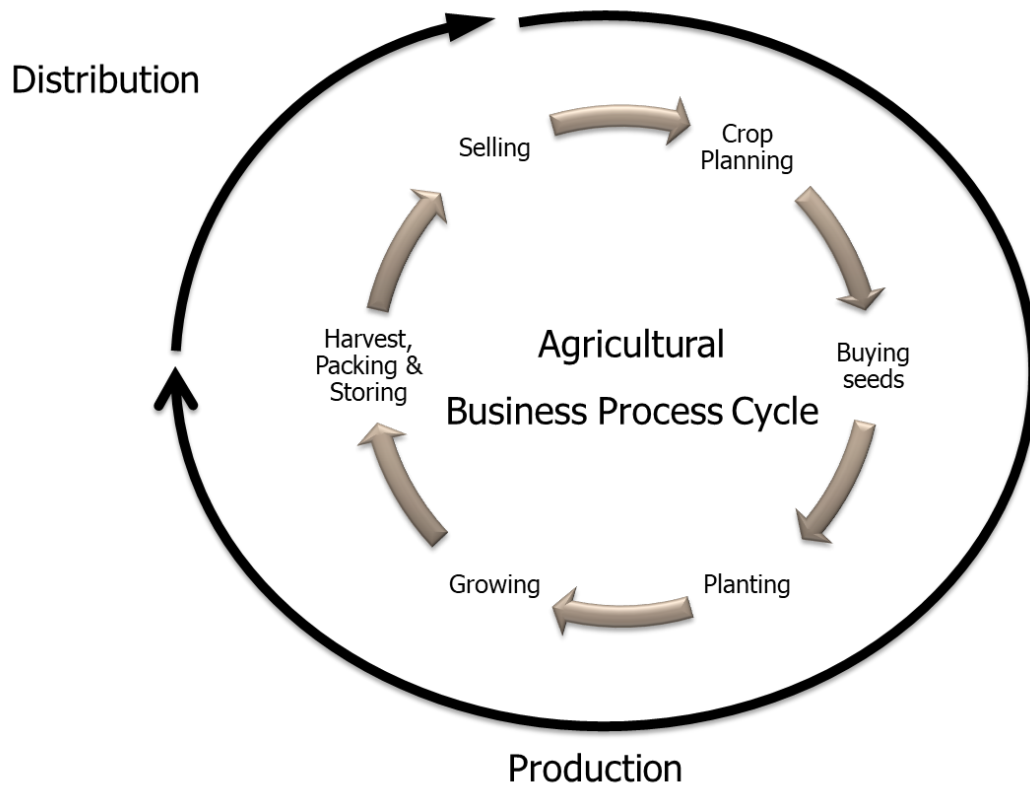 Distribution
Selling
Crop
Planning
Harvest,
Packing &
Storing
Agricultural
Business Process Cycle
Buying
seeds
Growing
Planting
Production